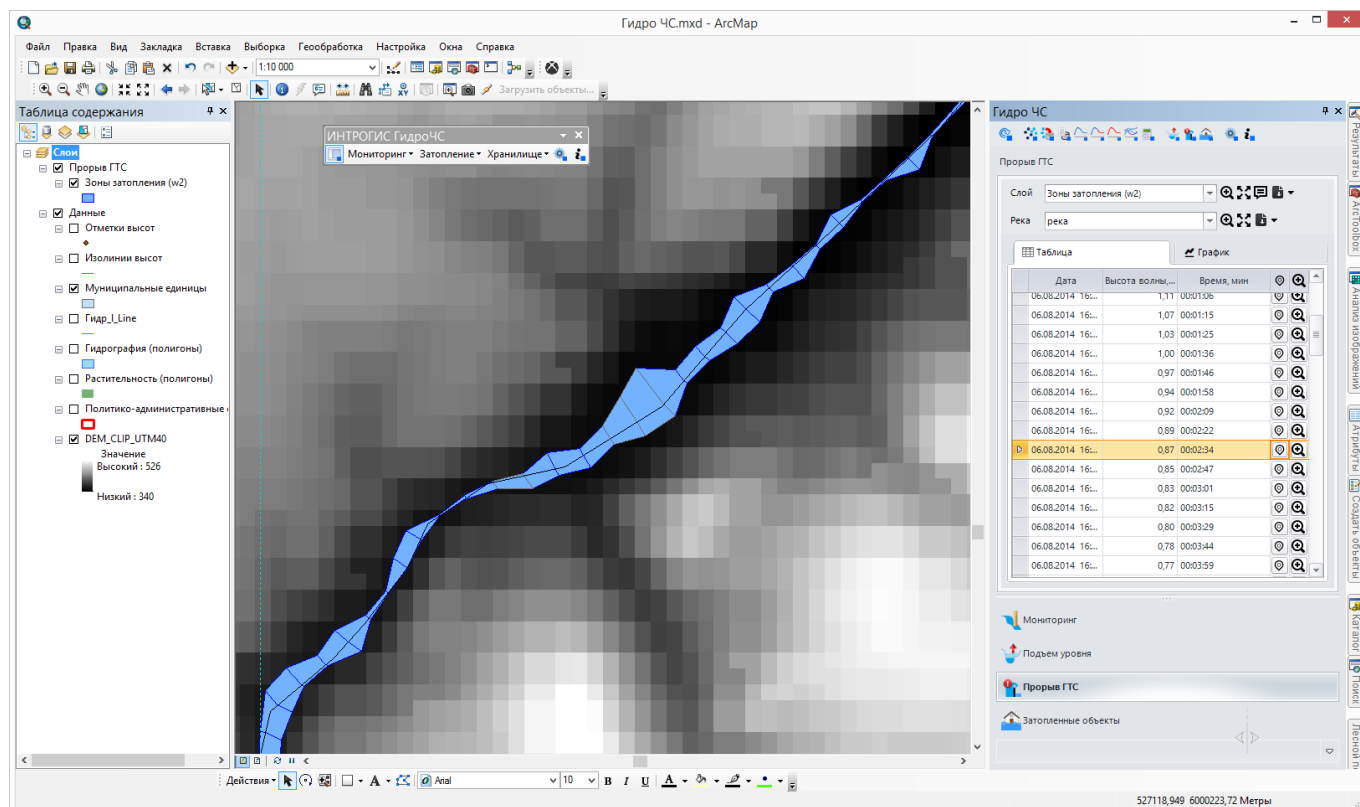 Гидро ЧС.mxd - ArcMap
Файл Правка Вид Закладка Вставка Выборка Геообработка Настройка Окна Справка
1:10 000
Загрузить объекты...
Таблица содержания
Слои
Прорыв ГТС
Зоны затопления (w2)
Данные
Отметки высот
Изолинии высот
Муниципальные единицы
Гидр_l_Line
Гидрография (полигоны)
Растительность (полигоны)
Политико-административные
DEM_CLIP_UTM40
Значение
Высокий : 526
Низкий : 340
ИНТРОГИС ГидроЧС
Мониторинг Затопление Хранилище
Гидро ЧС
Прорыв ГТС
Слой Зоны затопления (w2)
Река река
Таблица График
Дата Высота волны,... Время, мин
06.08.2014 16:... 1,11 00:01:06
06.08.2014 16:... 1,07 00:01:15
06.08.2014 16:... 1,03 00:01:25
06.08.2014 16:... 1,00 00:01:36
06.08.2014 16:... 0,97 00:01:46
06.08.2014 16:... 0,94 00:01:58
06.08.2014 16:... 0,92 00:02:09
06.08.2014 16:... 0,89 00:02:22
06.08.2014 16:... 0,87 00:02:34
06.08.2014 16:... 0,85 00:02:47
06.08.2014 16:... 0,83 00:03:01
06.08.2014 16:... 0,82 00:03:15
06.08.2014 16:... 0,80 00:03:29
06.08.2014 16:... 0,78 00:03:44
06.08.2014 16:... 0,77 00:03:59
Мониторинг
Подъем уровня
Прорыв ГТС
Затопленные объекты
Результаты
ArcToolbox
Анализ изображений
Атрибуты
Создать объекты
Каталог
Поиск
Лесной
Действия Arial 10 B I U A
527118,949 6000223,72 Метры